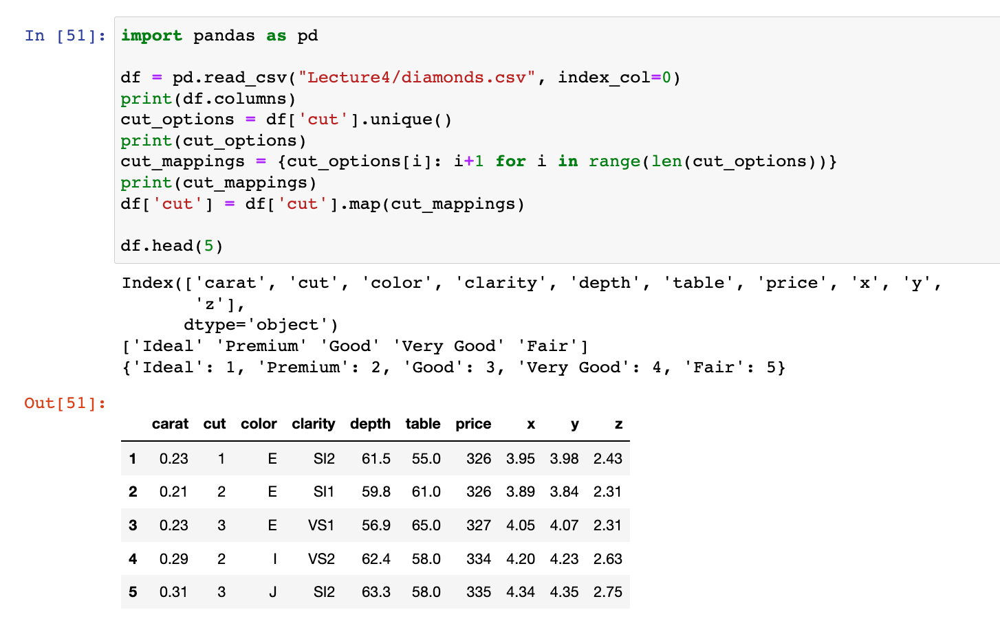 In [51]:
import pandas as pd
df = pd.read_csv("Lecture4/diamonds.csv", index_col=0)
print(df.columns)
cut_options = df['cut'].unique()
print(cut_options)
cut_mappings = {cut_options[i]: i+1 for i in range(len(cut_options))}
print(cut_mappings)
df['cut'] = df['cut'].map(cut_mappings)
df.head(5)
Index(['carat', 'cut', 'color', 'clarity', 'depth', 'table', 'price', 'x', 'y',
       'z'],
      dtype='object')
['Ideal' 'Premium' 'Good' 'Very Good' 'Fair']
{'Ideal': 1, 'Premium': 2, 'Good': 3, 'Very Good': 4, 'Fair': 5}
Out[51]:
carat cut color clarity depth table price x y z
1 0.23 1 E SI2 61.5 55.0 326 3.95 3.98 2.43
2 0.21 2 E SI1 59.8 61.0 326 3.89 3.84 2.31
3 0.23 3 E VS1 56.9 65.0 327 4.05 4.07 2.31
4 0.29 2 I VS2 62.4 58.0 334 4.20 4.23 2.63
5 0.31 3 J SI2 63.3 58.0 335 4.34 4.35 2.75